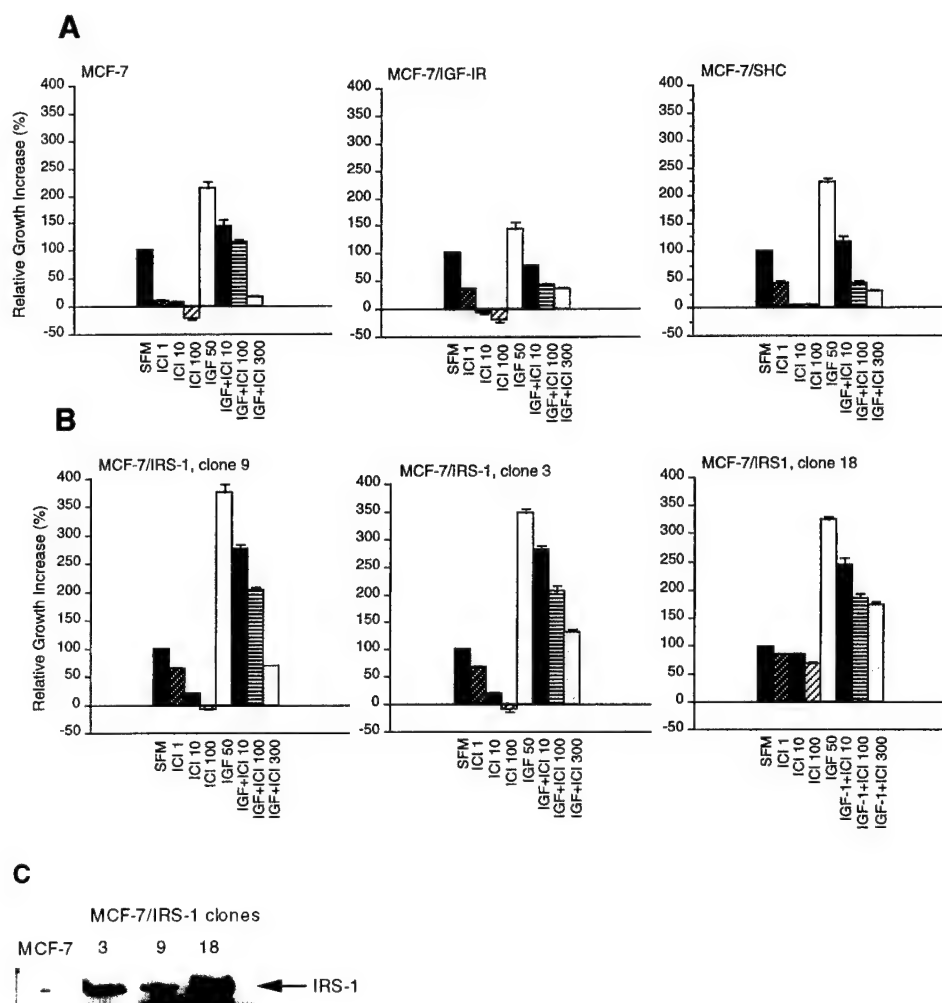 A
MCF-7
MCF-7/IGF-IR
MCF-7/SHC
Relative Growth Increase (%)
400
350
300
250
200
150
100
50
0
-50
400
350
300
250
200
150
100
50
0
-50
400
350
300
250
200
150
100
50
0
-50
SFM
ICI 1
ICI 10
ICI 100
IGF 50
IGF+ICI 10
IGF+ICI 100
IGF+ICI 300
SFM
ICI 1
ICI 10
ICI 100
IGF 50
IGF+ICI 10
IGF+ICI 100
IGF+ICI 300
SFM
ICI 1
ICI 10
ICI 100
IGF 50
IGF+ICI 10
IGF+ICI 100
IGF+ICI 300
B
MCF-7/IRS-1, clone 9
MCF-7/IRS-1, clone 3
MCF-7/IRS1, clone 18
Relative Growth Increase (%)
400
350
300
250
200
150
100
50
0
-50
400
350
300
250
200
150
100
50
0
-50
400
350
300
250
200
150
100
50
0
-50
SFM
ICI 1
ICI 10
ICI 100
IGF 50
IGF+ICI 10
IGF+ICI 100
IGF+ICI 300
SFM
ICI 1
ICI 10
ICI 100
IGF 50
IGF+ICI 10
IGF+ICI 100
IGF+ICI 300
SFM
ICI 1
ICI 10
ICI 100
IGF 50
IGF-1+ICI 10
IGF-1+ICI 100
IGF-1+ICI 300
C
MCF-7/IRS-1 clones
MCF-7 3 9 18
IRS-1